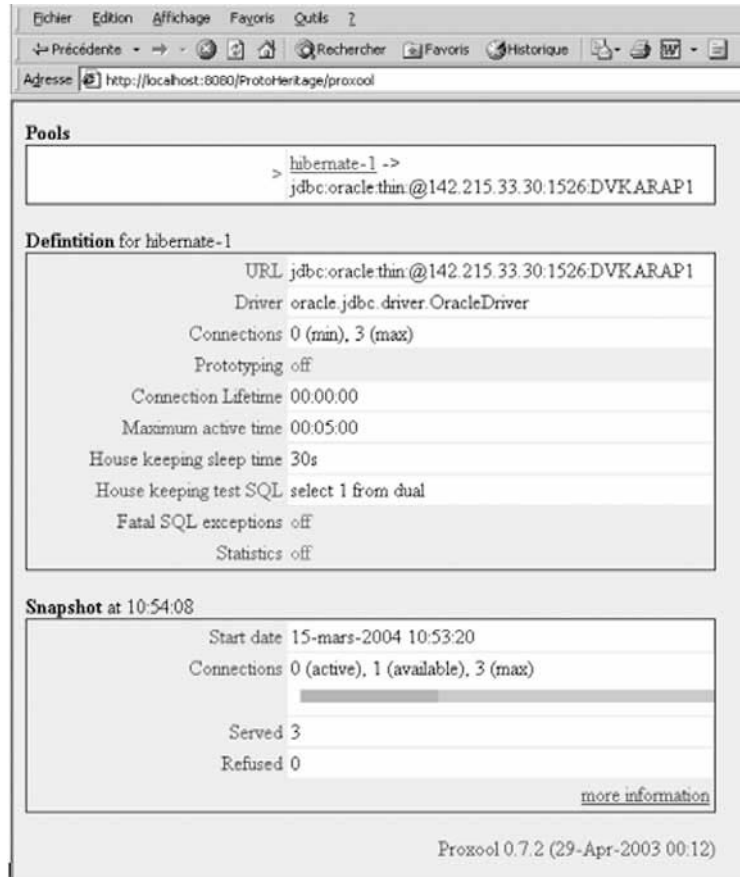 Fichier Edition Affichage Favoris Outils ?
Précédente Rechercher Favoris Historique
Adresse http://localhost:8080/ProtoHeritage/proxool
Pools
> hibernate-1 ->
jdbc:oracle:thin:@142.215.33.30:1526:DVKARAP1
Defintition for hibernate-1
URL jdbc:oracle:thin:@142.215.33.30:1526:DVKARAP1
Driver oracle.jdbc.driver.OracleDriver
Connections 0 (min), 3 (max)
Prototyping off
Connection Lifetime 00:00:00
Maximum active time 00:05:00
House keeping sleep time 30s
House keeping test SQL select 1 from dual
Fatal SQL exceptions off
Statistics off
Snapshot at 10:54:08
Start date 15-mars-2004 10:53:20
Connections 0 (active), 1 (available), 3 (max)
Served 3
Refused 0
more information
Proxool 0.7.2 (29-Apr-2003 00:12)